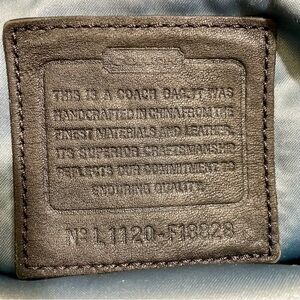 THIS IS A COACH BAG. IT WAS
HANDCRAFTED IN CHINA FROM THE
FINEST MATERIALS AND LEATHER.
ITS SUPERIOR CRAFTSMANSHIP
REFLECTS OUR COMMITMENT TO
ENDURING QUALITY.
Nº L1120-F18828